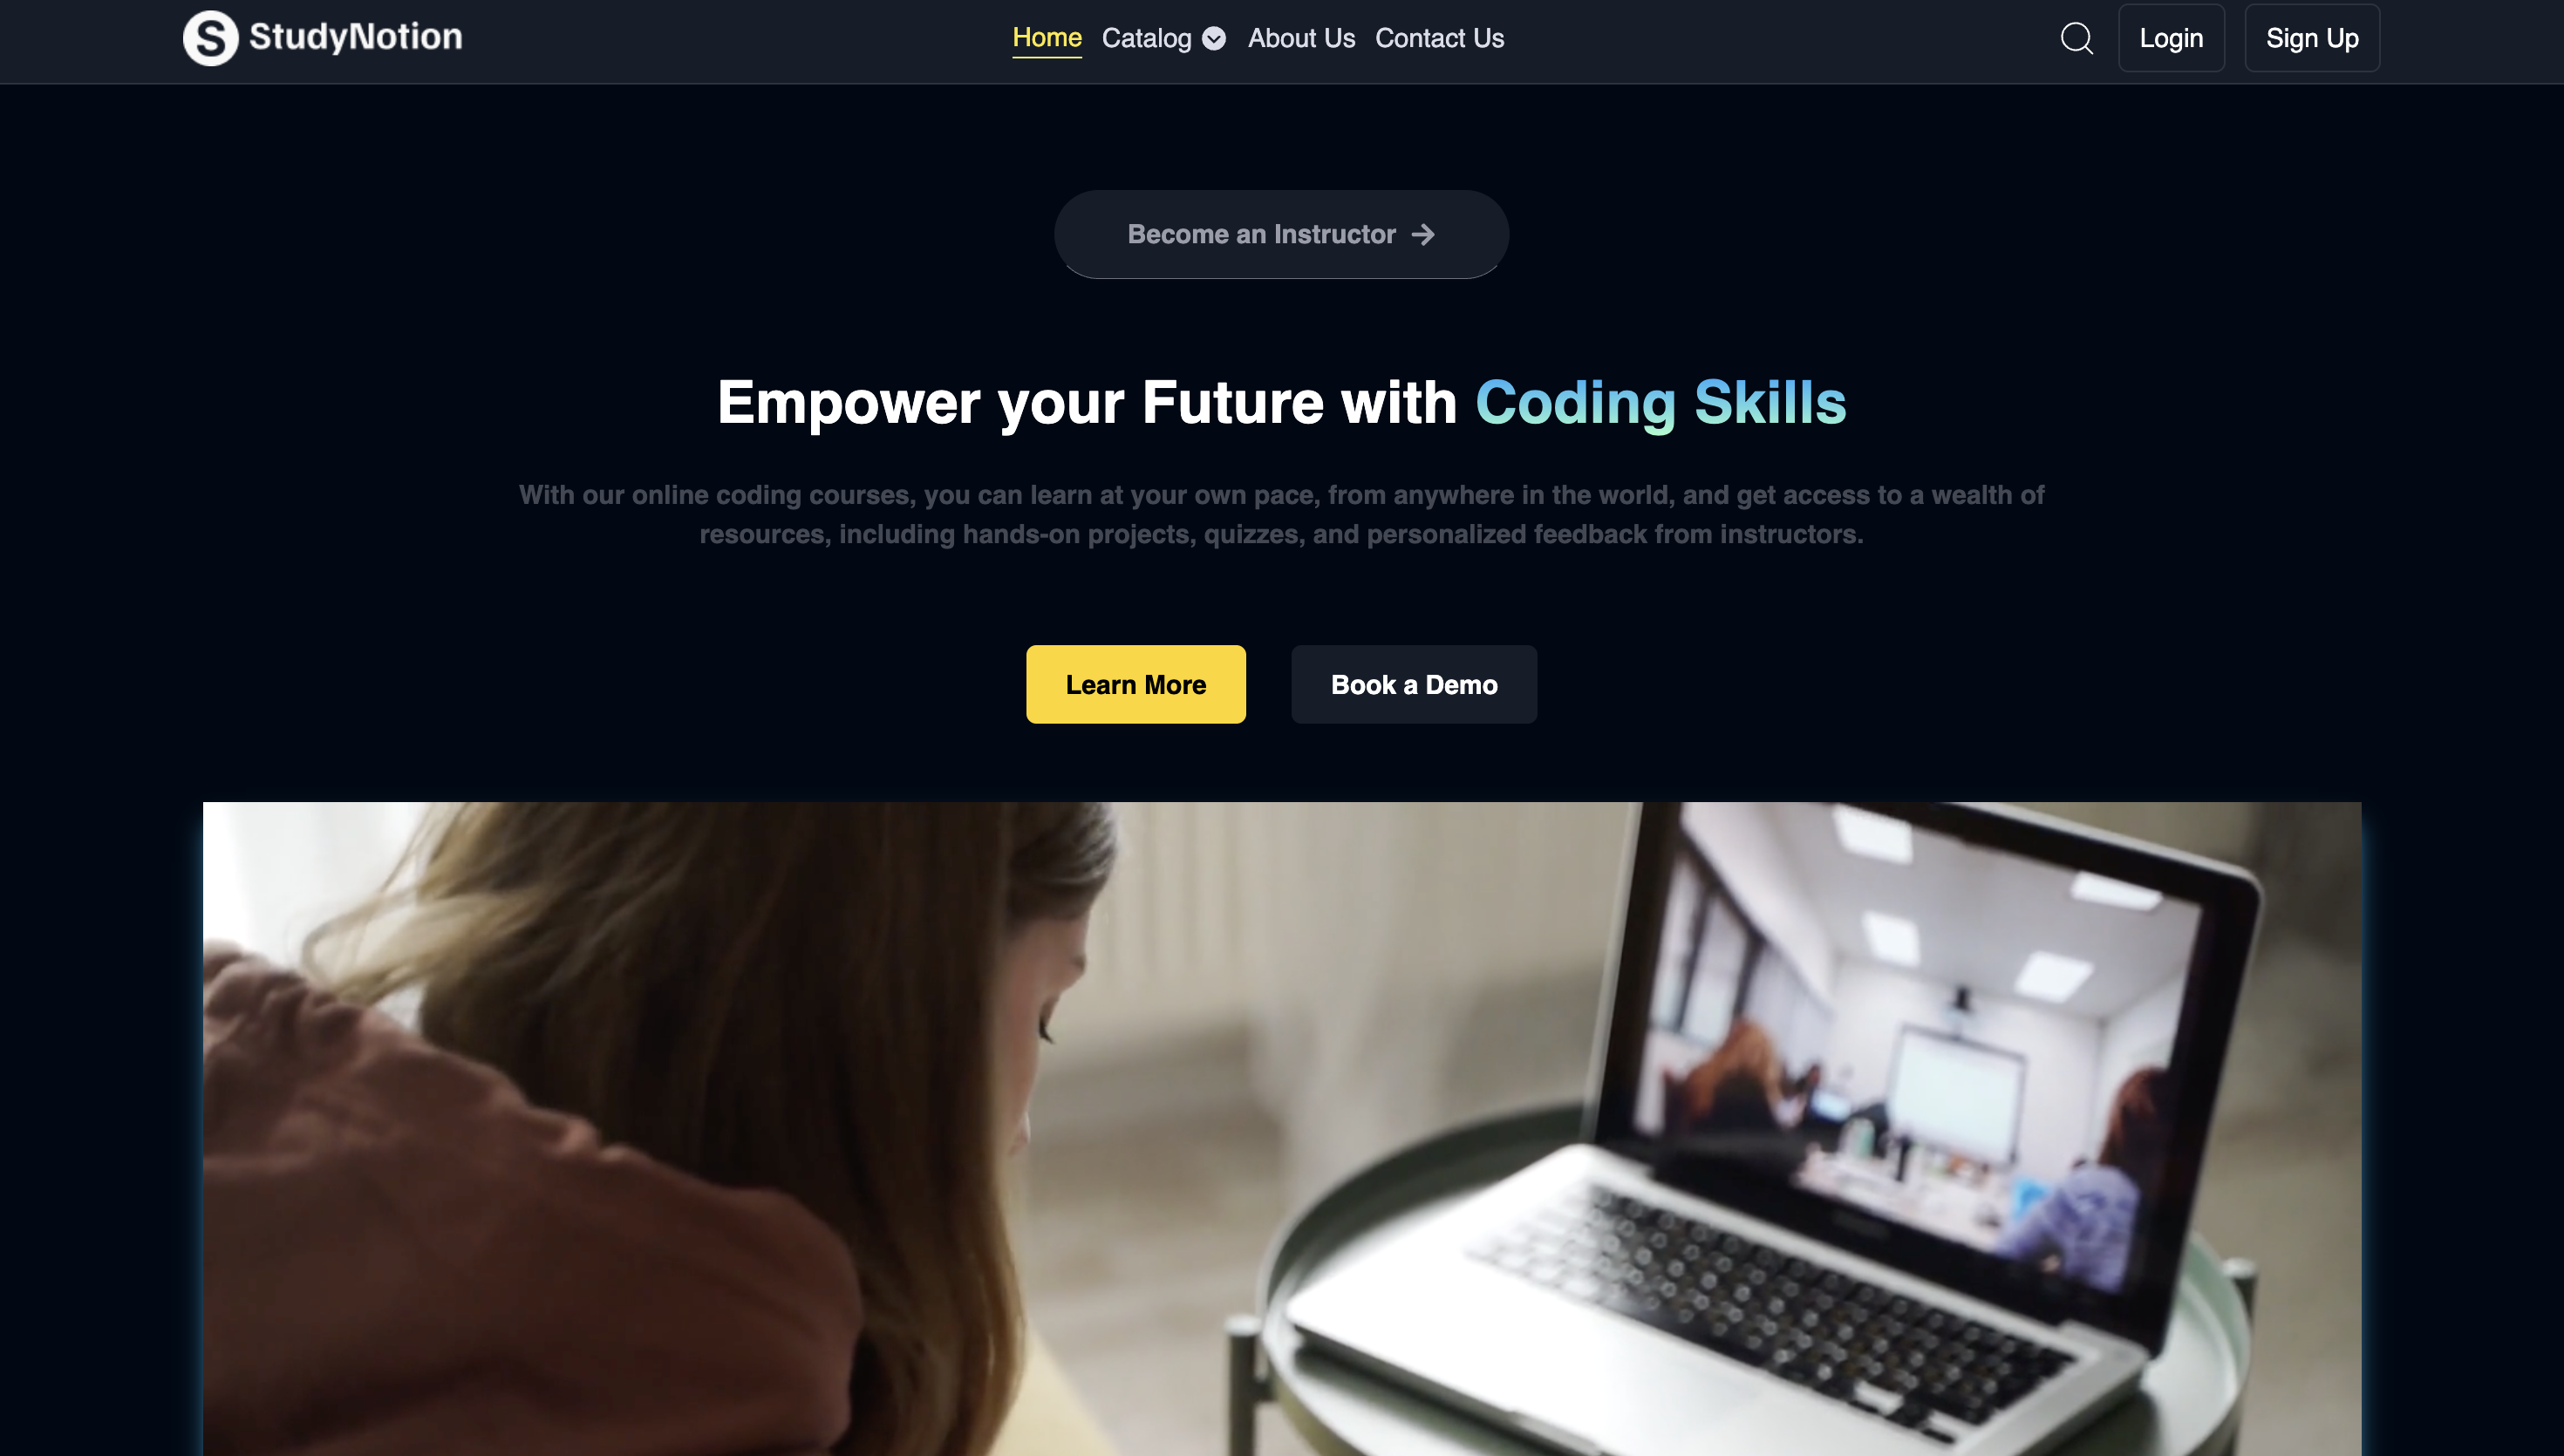 S StudyNotion
Home Catalog About Us Contact Us
Login Sign Up
Become an Instructor →
Empower your Future with Coding Skills
With our online coding courses, you can learn at your own pace, from anywhere in the world, and get access to a wealth of
resources, including hands-on projects, quizzes, and personalized feedback from instructors.
Learn More Book a Demo